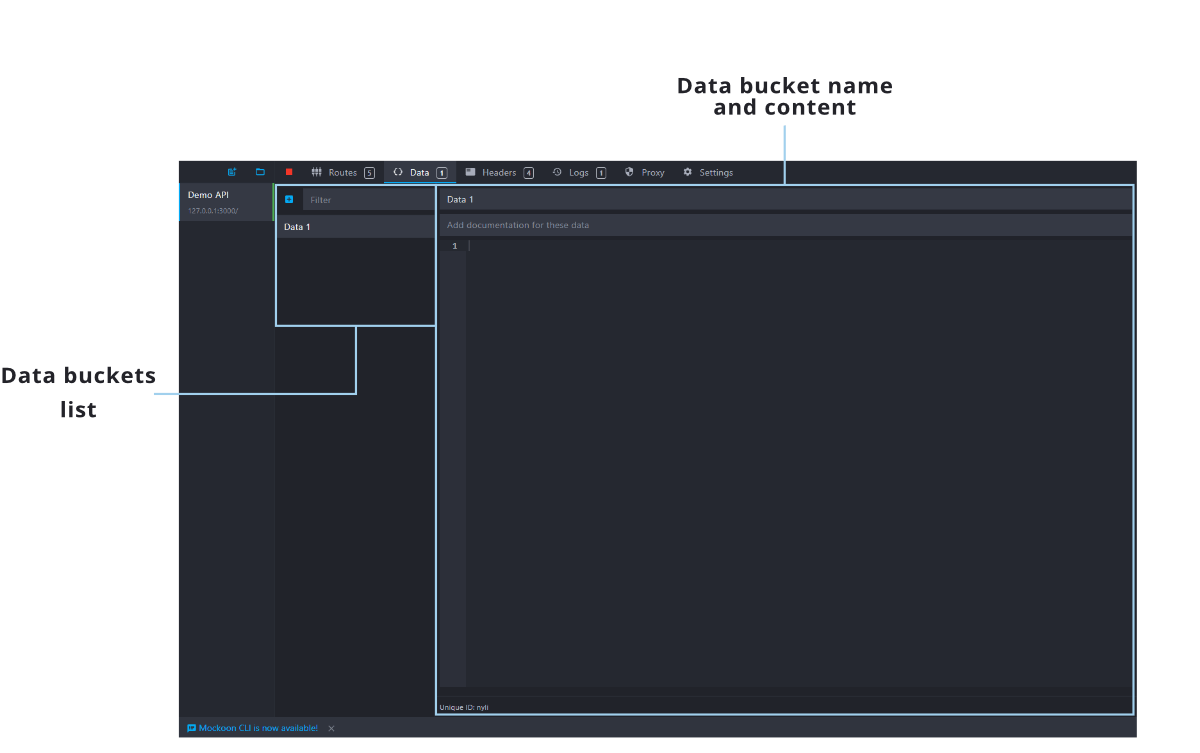 Data bucket name
and content
Routes 5 Data 1 Headers 4 Logs 1 Proxy Settings
Demo API
127.0.0.1:3000/
Filter
Data 1
Data 1
Add documentation for these data
1
Data buckets
list
Unique ID: nyli
Mockoon CLI is now available!